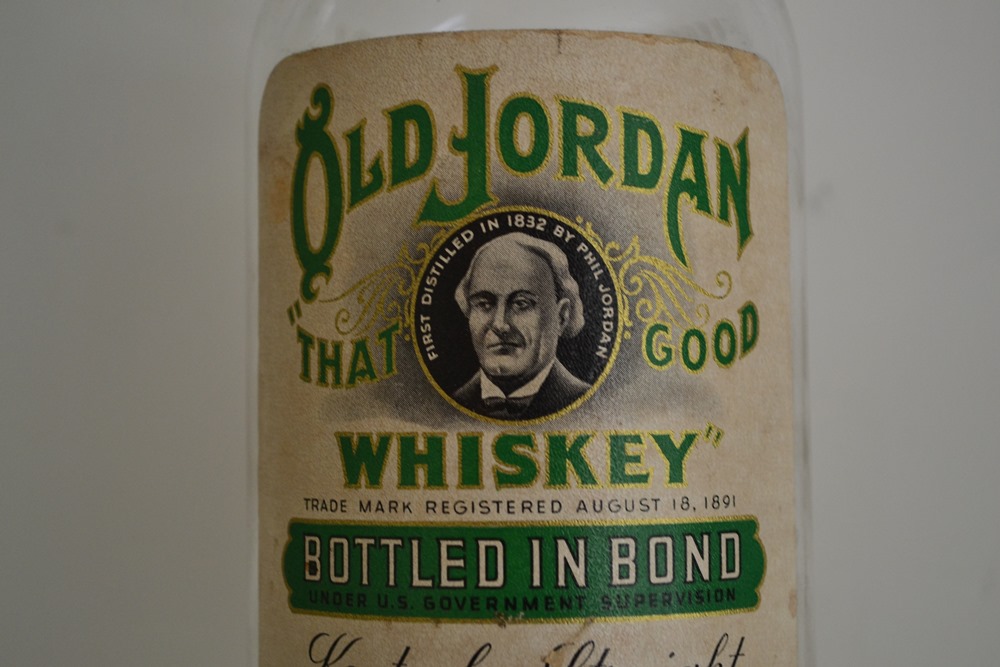 OLD JORDAN
FIRST DISTILLED IN 1832 BY PHIL JORDAN
"THAT GOOD
WHISKEY"
TRADE MARK REGISTERED AUGUST 18, 1891
BOTTLED IN BOND
UNDER U.S. GOVERNMENT SUPERVISION